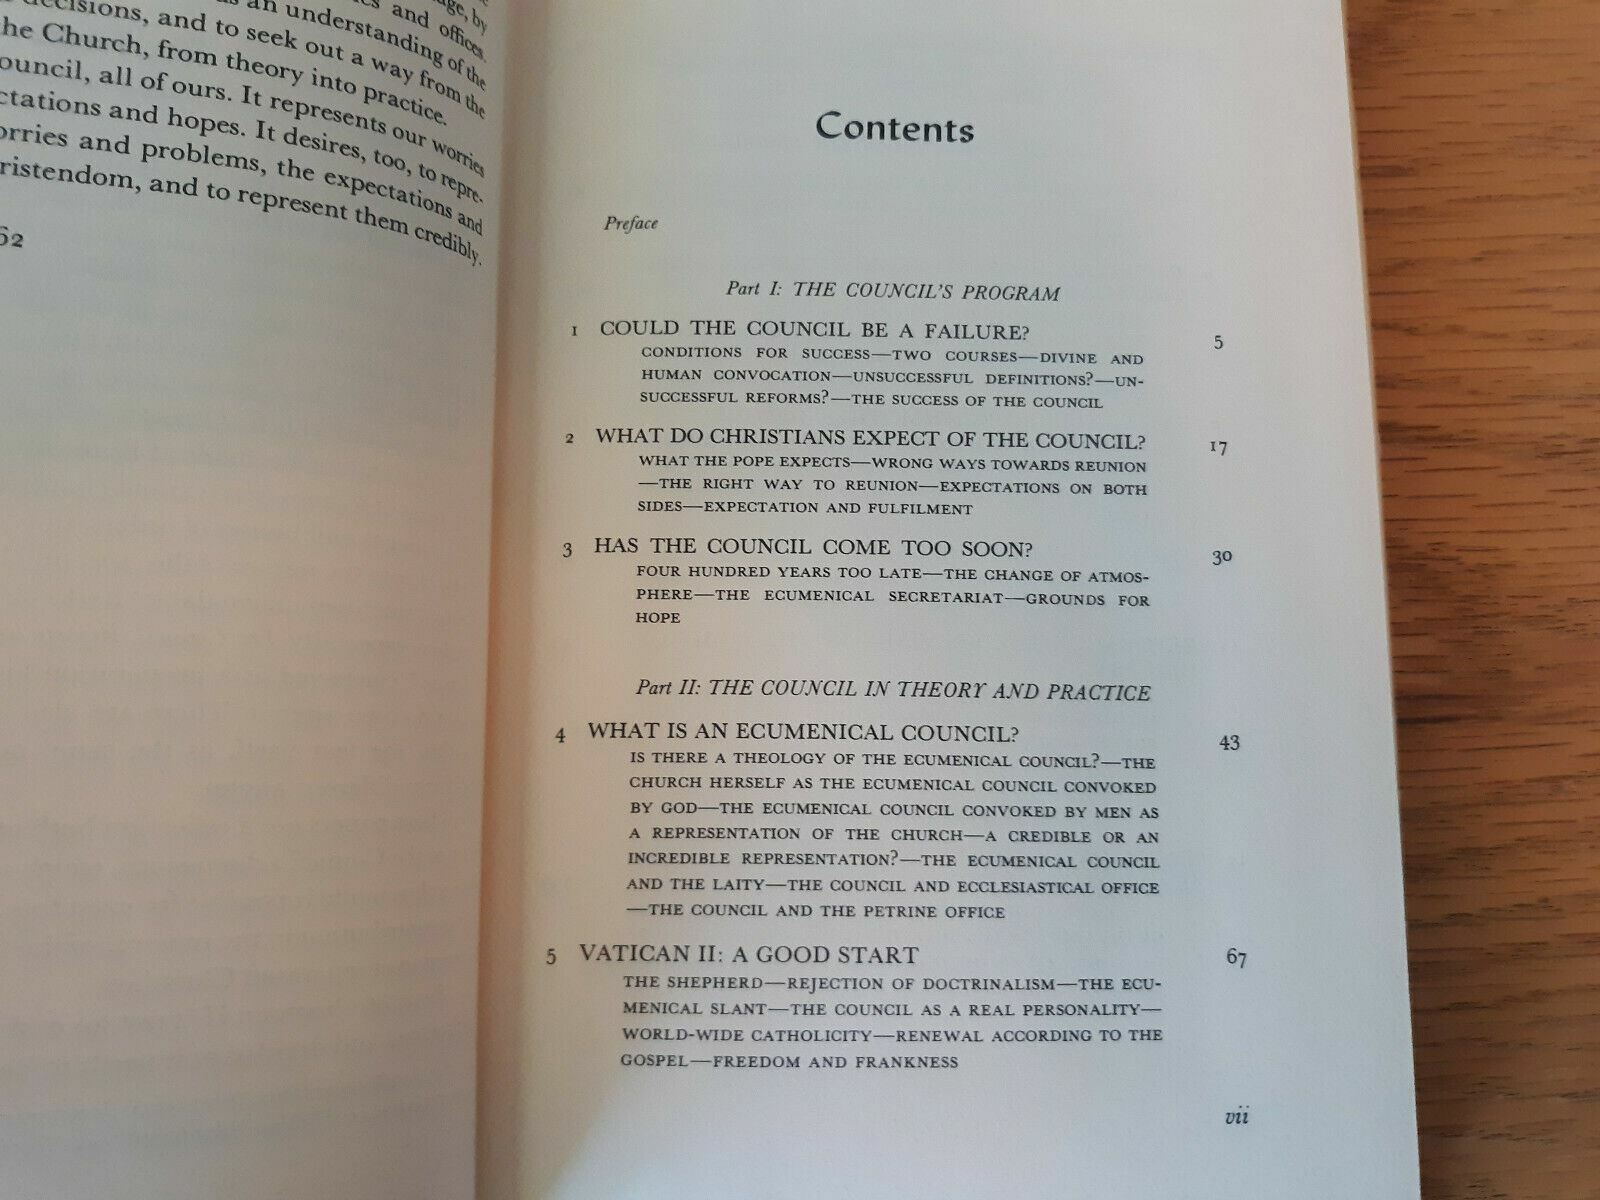 by
and offices.
an understanding of the
decisions, and to seek out a way from the
the Church, from theory into practice.
all of ours. It represents our worries
and hopes. It desires, too, to repre-
and problems, the expectations and
and to represent them credibly.
Contents
Preface
Part I: THE COUNCIL'S PROGRAM
1 COULD THE COUNCIL BE A FAILURE? 5
CONDITIONS FOR SUCCESS—TWO COURSES—DIVINE AND
HUMAN CONVOCATION—UNSUCCESSFUL DEFINITIONS?—UN-
SUCCESSFUL REFORMS?—THE SUCCESS OF THE COUNCIL
2 WHAT DO CHRISTIANS EXPECT OF THE COUNCIL? 17
WHAT THE POPE EXPECTS—WRONG WAYS TOWARDS REUNION
—THE RIGHT WAY TO REUNION—EXPECTATIONS ON BOTH
SIDES—EXPECTATION AND FULFILMENT
3 HAS THE COUNCIL COME TOO SOON? 30
FOUR HUNDRED YEARS TOO LATE—THE CHANGE OF ATMOS-
PHERE—THE ECUMENICAL SECRETARIAT—GROUNDS FOR
HOPE
Part II: THE COUNCIL IN THEORY AND PRACTICE
4 WHAT IS AN ECUMENICAL COUNCIL? 43
IS THERE A THEOLOGY OF THE ECUMENICAL COUNCIL?—THE
CHURCH HERSELF AS THE ECUMENICAL COUNCIL CONVOKED
BY GOD—THE ECUMENICAL COUNCIL CONVOKED BY MEN AS
A REPRESENTATION OF THE CHURCH—A CREDIBLE OR AN
INCREDIBLE REPRESENTATION?—THE ECUMENICAL COUNCIL
AND THE LAITY—THE COUNCIL AND ECCLESIASTICAL OFFICE
—THE COUNCIL AND THE PETRINE OFFICE
5 VATICAN II: A GOOD START 67
THE SHEPHERD—REJECTION OF DOCTRINALISM—THE ECU-
MENICAL SLANT—THE COUNCIL AS A REAL PERSONALITY—
WORLD-WIDE CATHOLICITY—RENEWAL ACCORDING TO THE
GOSPEL—FREEDOM AND FRANKNESS
vii